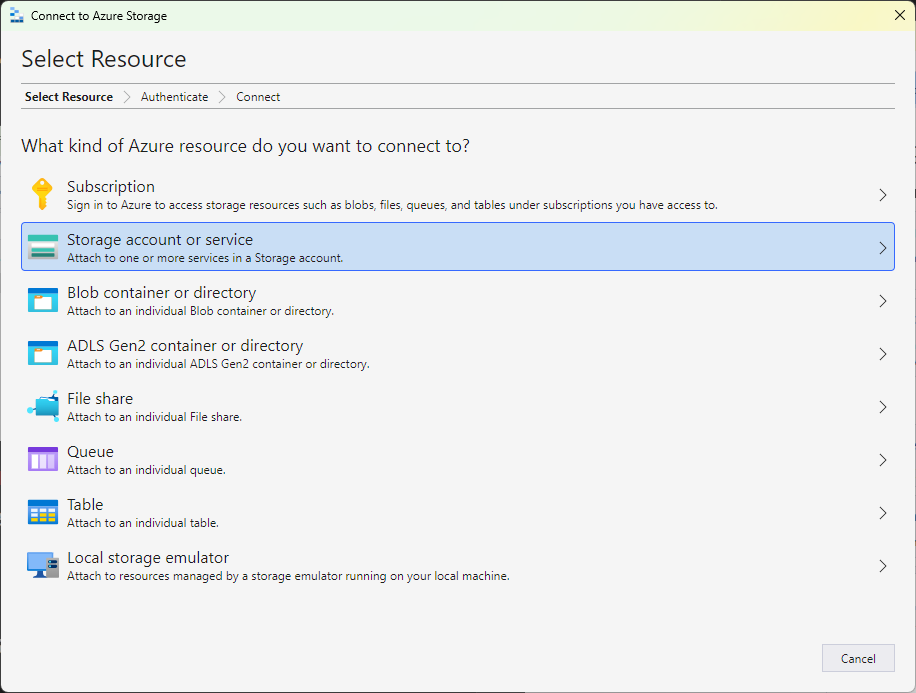 Connect to Azure Storage
Select Resource
Select Resource Authenticate Connect
What kind of Azure resource do you want to connect to?
Subscription
Sign in to Azure to access storage resources such as blobs, files, queues, and tables under subscriptions you have access to.
Storage account or service
Attach to one or more services in a Storage account.
Blob container or directory
Attach to an individual Blob container or directory.
ADLS Gen2 container or directory
Attach to an individual ADLS Gen2 container or directory.
File share
Attach to an individual File share.
Queue
Attach to an individual queue.
Table
Attach to an individual table.
Local storage emulator
Attach to resources managed by a storage emulator running on your local machine.
Cancel